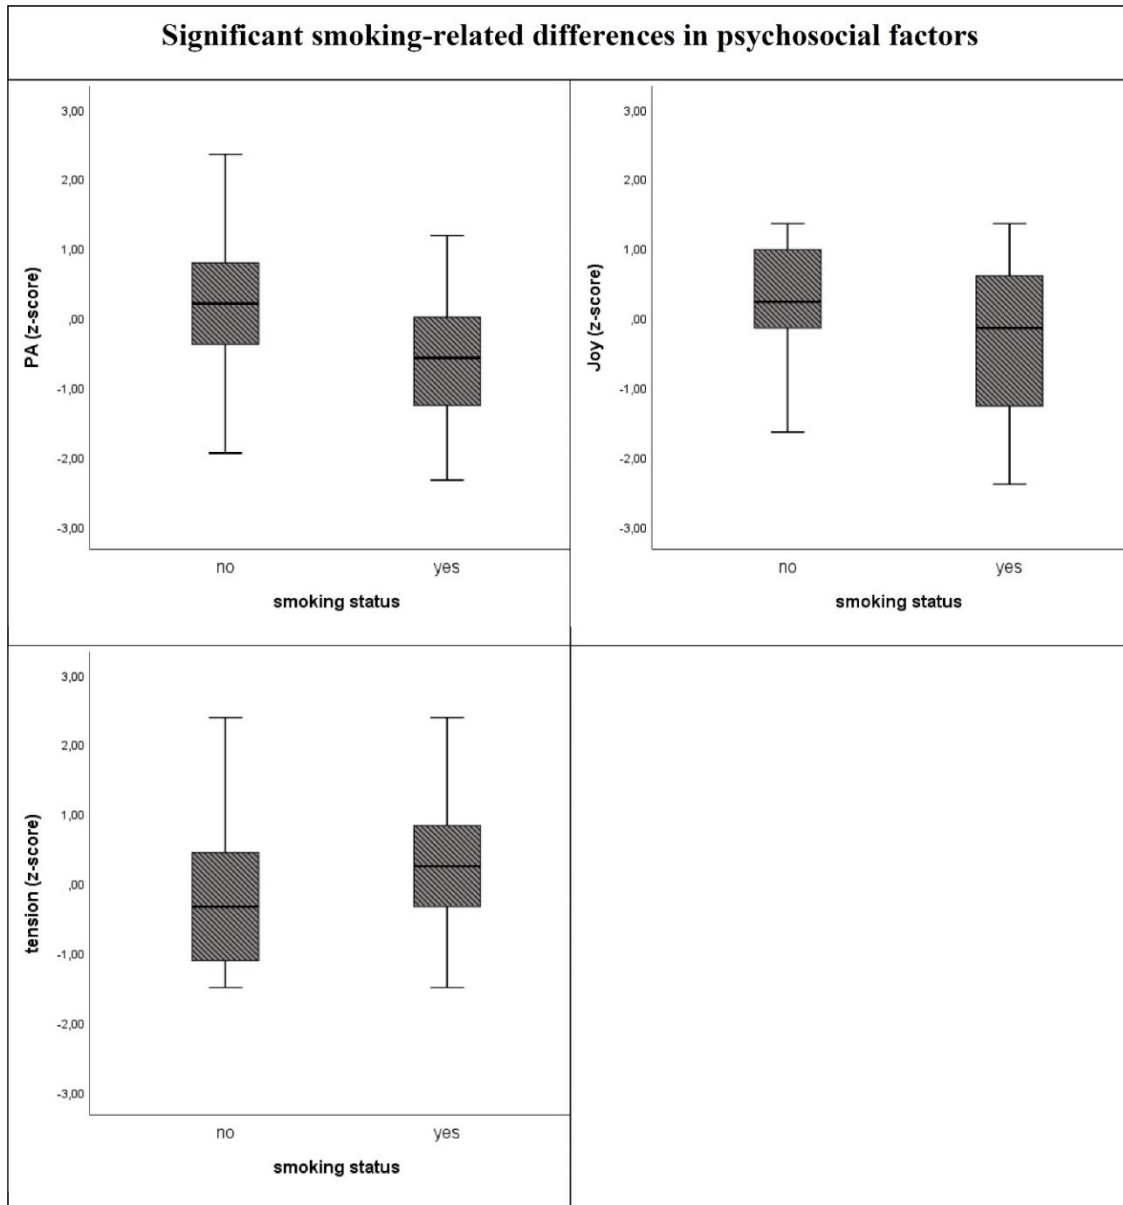 Significant smoking-related differences in psychosocial factors
3,00
2,00
1,00
,00
-1,00
-2,00
-3,00
PA (z-score)
no
yes
smoking status
3,00
2,00
1,00
,00
-1,00
-2,00
-3,00
Joy (z-score)
no
yes
smoking status
3,00
2,00
1,00
,00
-1,00
-2,00
-3,00
tension (z-score)
no
yes
smoking status